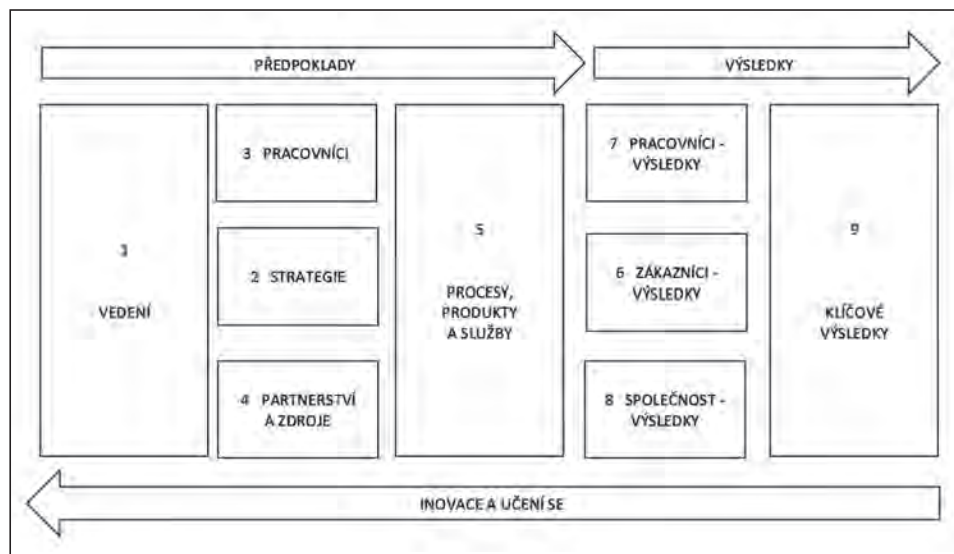 PŘEDPOKLADY
VÝSLEDKY
1
VEDENÍ
3 PRACOVNÍCI
2 STRATEGIE
4 PARTNERSTVÍ
A ZDROJE
5
PROCESY,
PRODUKTY
A SLUŽBY
7 PRACOVNÍCI -
VÝSLEDKY
6 ZÁKAZNÍCI -
VÝSLEDKY
8 SPOLEČNOST -
VÝSLEDKY
9
KLÍČOVÉ
VÝSLEDKY
INOVACE A UČENÍ SE